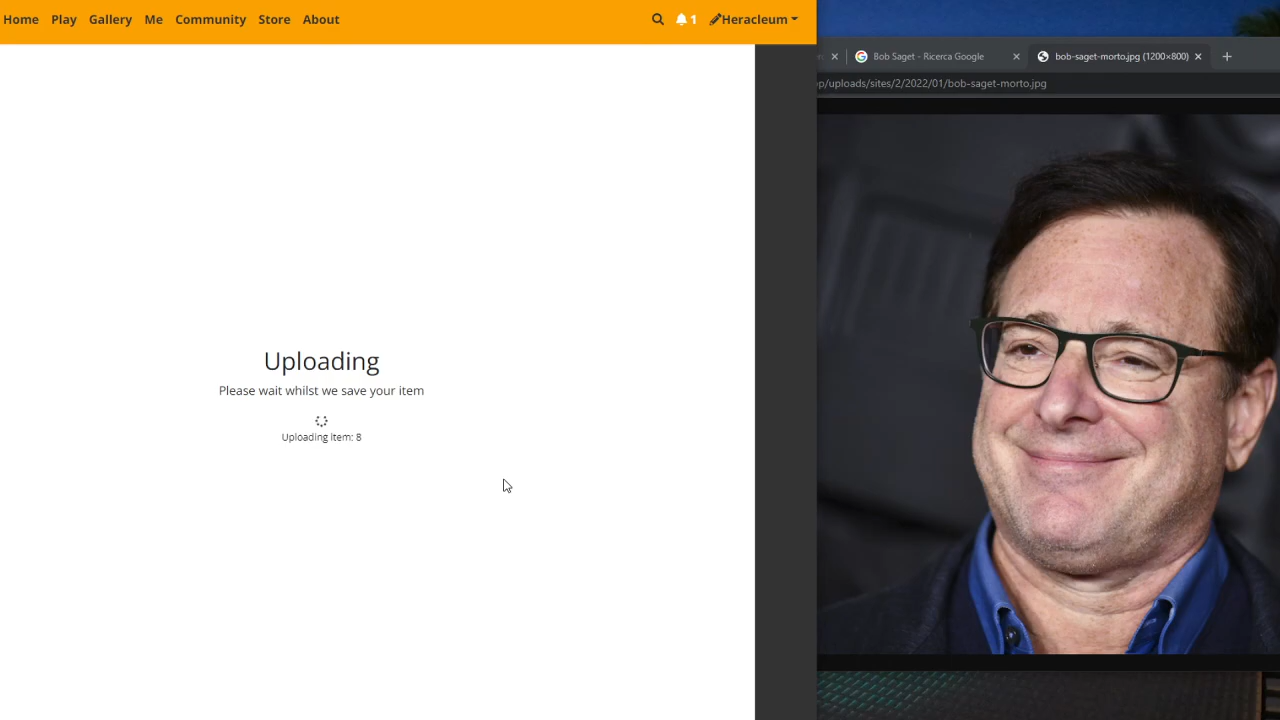 Home Play Gallery Me Community Store About 1 Heracleum
Bob Saget - Ricerca Google bob-saget-morto.jpg (1200×800)
/uploads/sites/2/2022/01/bob-saget-morto.jpg
Uploading
Please wait whilst we save your item
Uploading item: 8